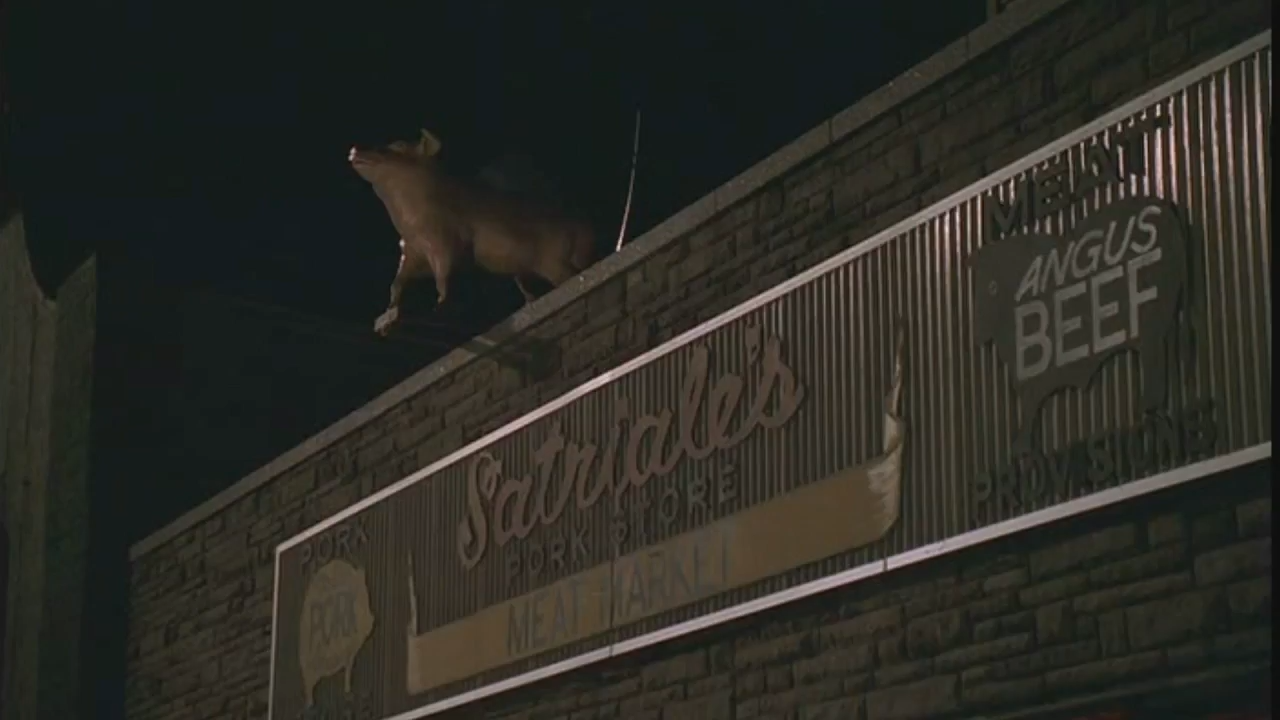 PORK
PORK
Satriale's
PORK STORE
MEAT MARKET
MEAT
ANGUS
BEEF
PROVISIONS